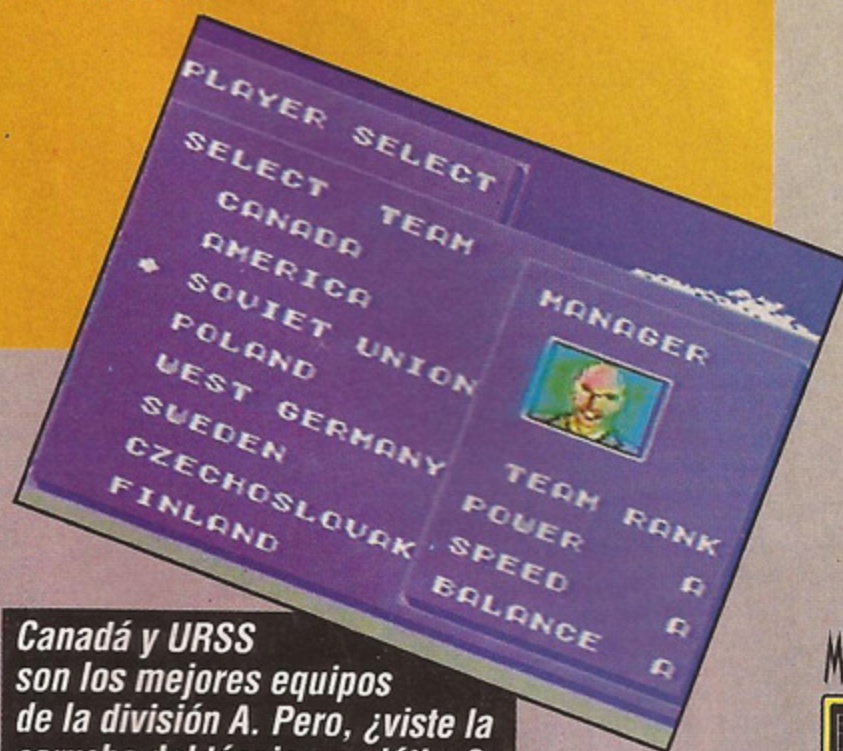 PLAYER SELECT
SELECT TEAM
CANADA
AMERICA
SOVIET UNION
POLAND
WEST GERMANY
SWEDEN
CZECHOSLOVAK
FINLAND
MANAGER
TEAM RANK
POWER A
SPEED A
BALANCE A
Canadá y URSS
son los mejores equipos
de la división A. Pero, ¿viste la